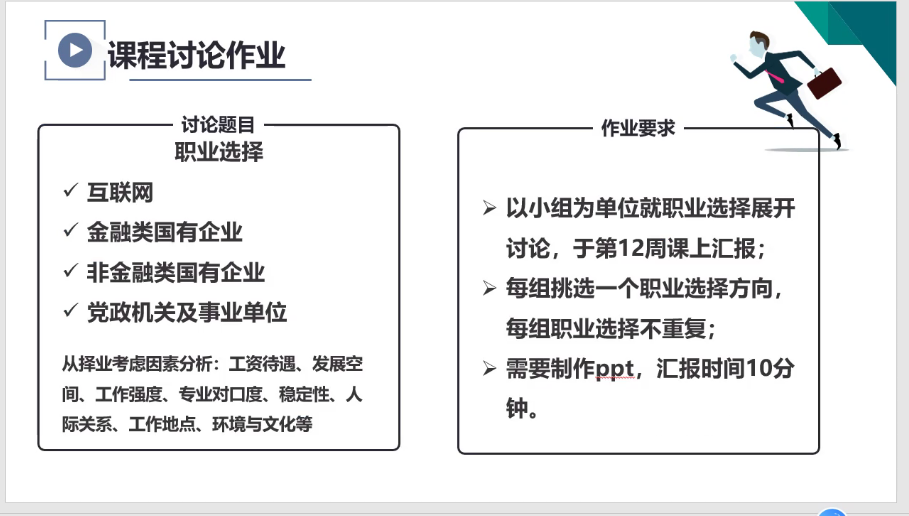 课程讨论作业
讨论题目
职业选择
互联网
金融类国有企业
非金融类国有企业
党政机关及事业单位
从择业考虑因素分析：工资待遇、发展空
间、工作强度、专业对口度、稳定性、人
际关系、工作地点、环境与文化等
作业要求
以小组为单位就职业选择展开
讨论，于第12周课上汇报；
每组挑选一个职业选择方向，
每组职业选择不重复；
需要制作ppt，汇报时间10分
钟。